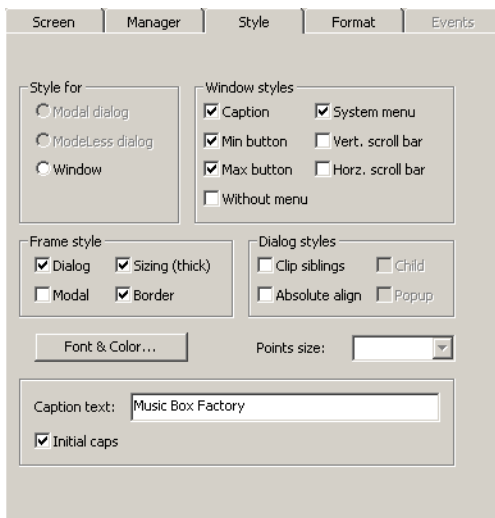 Screen Manager Style Format Events
Style for
Modal dialog
ModeLess dialog
Window
Window styles
Caption System menu
Min button Vert. scroll bar
Max button Horz. scroll bar
Without menu
Frame style
Dialog Sizing (thick)
Modal Border
Dialog styles
Clip siblings Child
Absolute align Popup
Font & Color... Points size:
Caption text: Music Box Factory
Initial caps